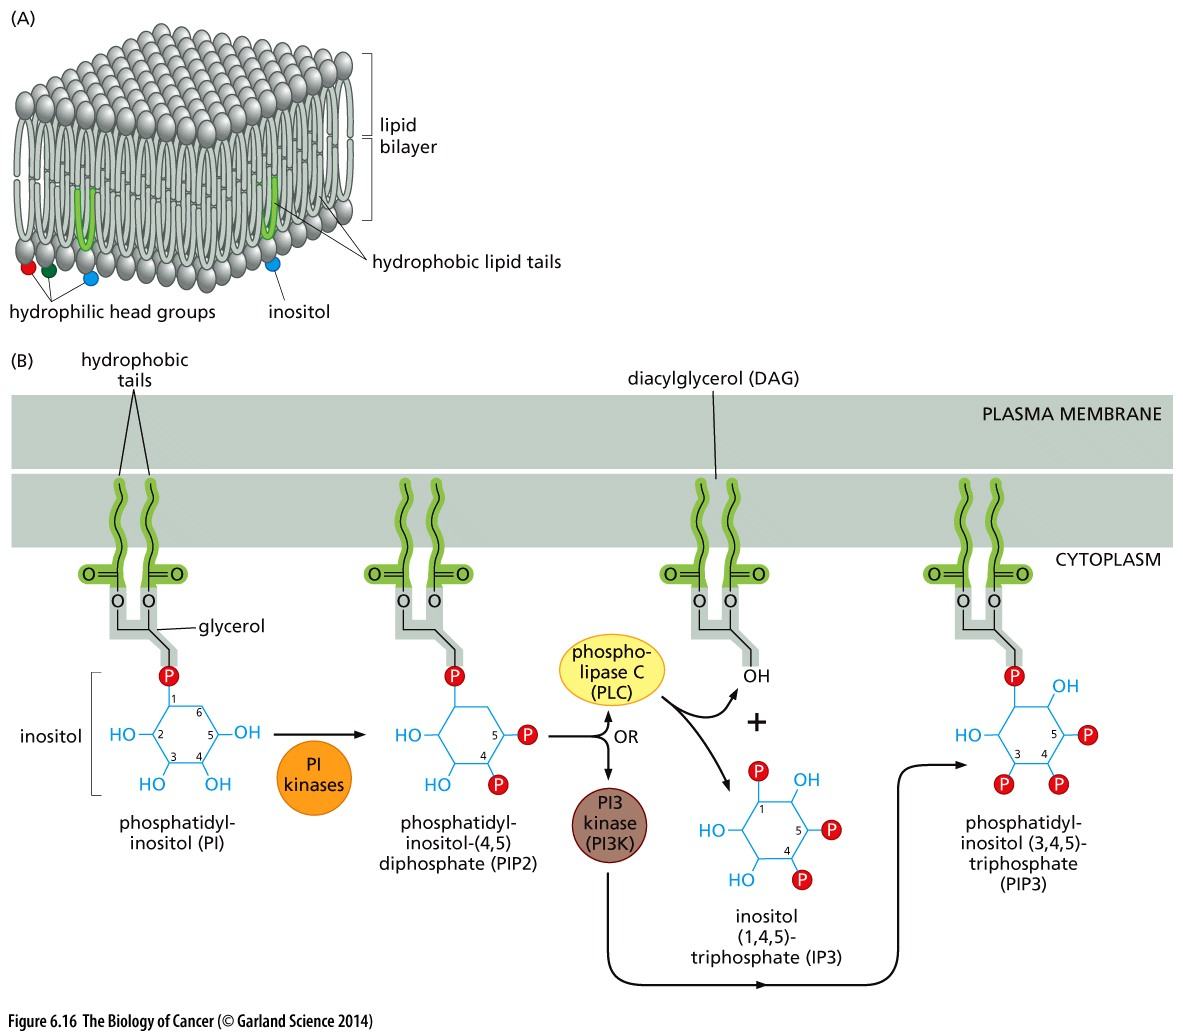 (A)
lipid
bilayer
hydrophobic lipid tails
hydrophilic head groups
inositol
(B)
hydrophobic
tails
diacylglycerol (DAG)
PLASMA MEMBRANE
CYTOPLASM
O O
O O
glycerol
P
inositol
1
6
HO 2 5 OH
3 4
HO OH
phosphatidyl-
inositol (PI)
PI
kinases
O O
O O
P
HO 5 P
4
HO P
phosphatidyl-
inositol-(4,5)
diphosphate (PIP2)
phospho-
lipase C
(PLC)
OR
PI3
kinase
(PI3K)
O O
O O
OH
+
P
OH
1
HO 5 P
4
HO P
inositol
(1,4,5)-
triphosphate (IP3)
O O
O O
P
OH
HO 5 P
3 4
P P
phosphatidyl-
inositol (3,4,5)-
triphosphate
(PIP3)
Figure 6.16 The Biology of Cancer (© Garland Science 2014)